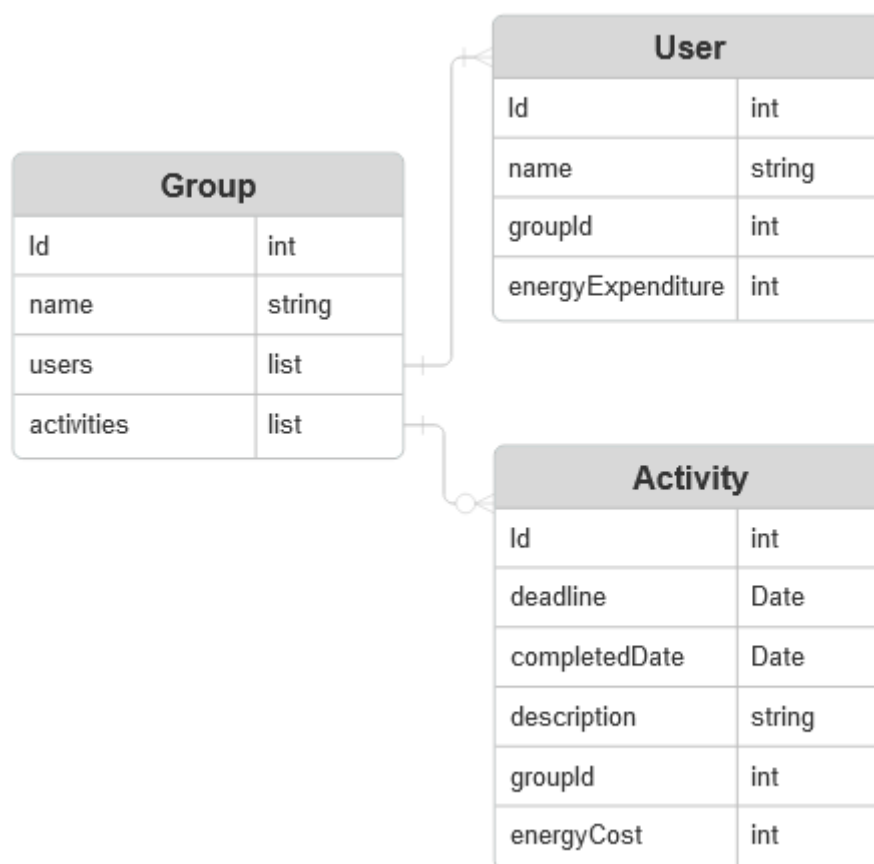 User
Id int
name string
groupId int
energyExpenditure int
Group
Id int
name string
users list
activities list
Activity
Id int
deadline Date
completedDate Date
description string
groupId int
energyCost int